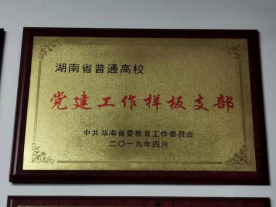 湖南省普通高校
党建工作样板支部
中共湖南省委教育工作委员会
二〇一九年四月